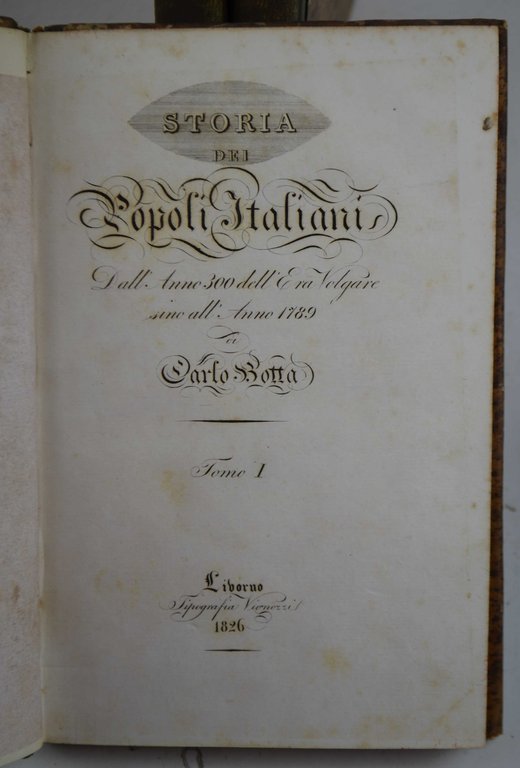 STORIA
DEI
Popoli Italiani
Dall'Anno 300 dell'Era Volgare
sino all'Anno 1789
di
Carlo Botta
Tomo I
Livorno
Tipografia Vignozzi
1826